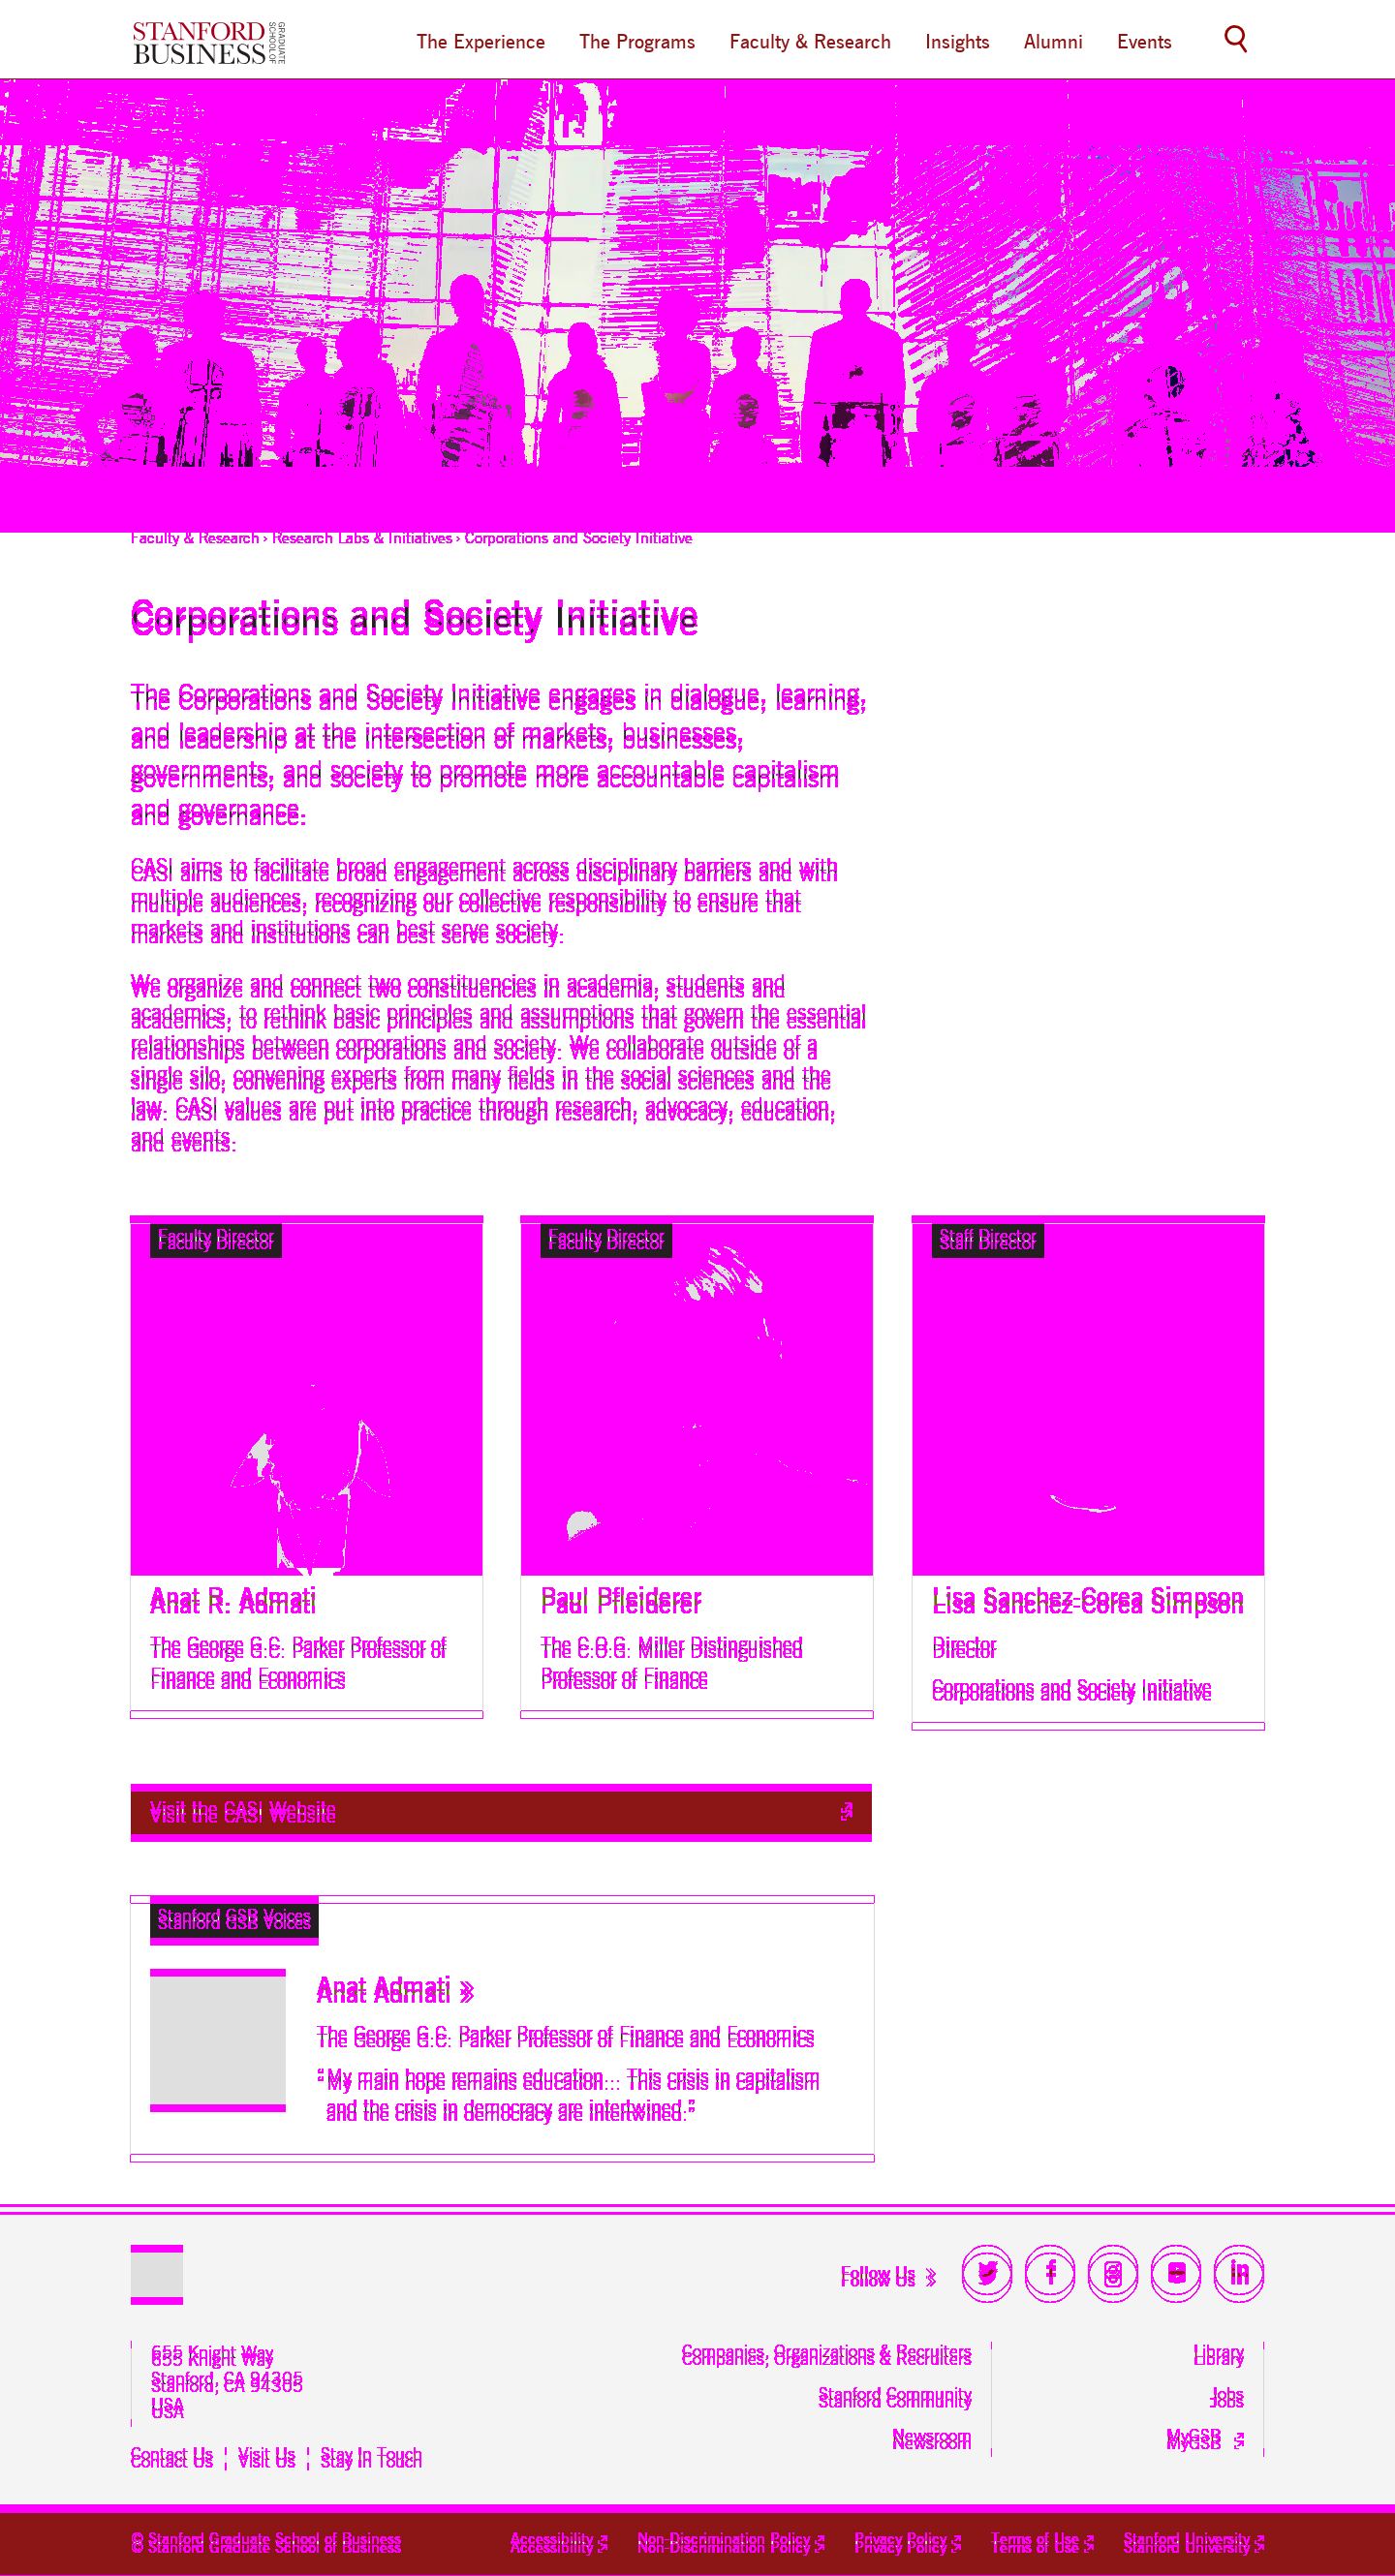 STANFORD
BUSINESS
GRADUATE
SCHOOL OF
The Experience The Programs Faculty & Research Insights Alumni Events
Faculty & Research › Research Labs & Initiatives › Corporations and Society Initiative
Corporations and Society Initiative
The Corporations and Society Initiative engages in dialogue, learning,
and leadership at the intersection of markets, businesses,
governments, and society to promote more accountable capitalism
and governance.
CASI aims to facilitate broad engagement across disciplinary barriers and with
multiple audiences, recognizing our collective responsibility to ensure that
markets and institutions can best serve society.
We organize and connect two constituencies in academia, students and
academics, to rethink basic principles and assumptions that govern the essential
relationships between corporations and society. We collaborate outside of a
single silo, convening experts from many fields in the social sciences and the
law. CASI values are put into practice through research, advocacy, education,
and events.
Faculty Director
Anat R. Admati
The George G.C. Parker Professor of
Finance and Economics
Faculty Director
Paul Pfleiderer
The C.O.G. Miller Distinguished
Professor of Finance
Staff Director
Lisa Sanchez-Corea Simpson
Director
Corporations and Society Initiative
Visit the CASI Website
Stanford GSB Voices
Anat Admati »
The George G.C. Parker Professor of Finance and Economics
“My main hope remains education… This crisis in capitalism
and the crisis in democracy are intertwined.”
Follow Us »
655 Knight Way
Stanford, CA 94305
USA
Contact Us | Visit Us | Stay In Touch
Companies, Organizations & Recruiters
Stanford Community
Newsroom
Library
Jobs
MyGSB
© Stanford Graduate School of Business Accessibility Non-Discrimination Policy Privacy Policy Terms of Use Stanford University